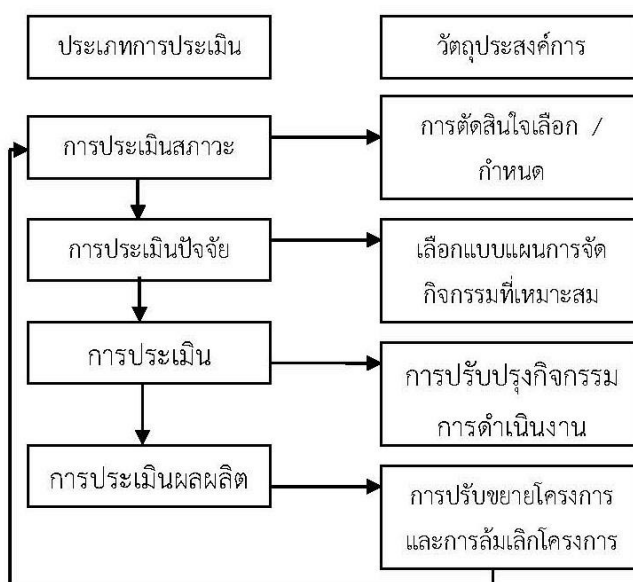 ประเภทการประเมิน
วัตถุประสงค์การ
การประเมินสภาวะ
การตัดสินใจเลือก /
กำหนด
การประเมินปัจจัย
เลือกแบบแผนการจัด
กิจกรรมที่เหมาะสม
การประเมิน
การปรับปรุงกิจกรรม
การดำเนินงาน
การประเมินผลผลิต
การปรับขยายโครงการ
และการล้มเลิกโครงการ